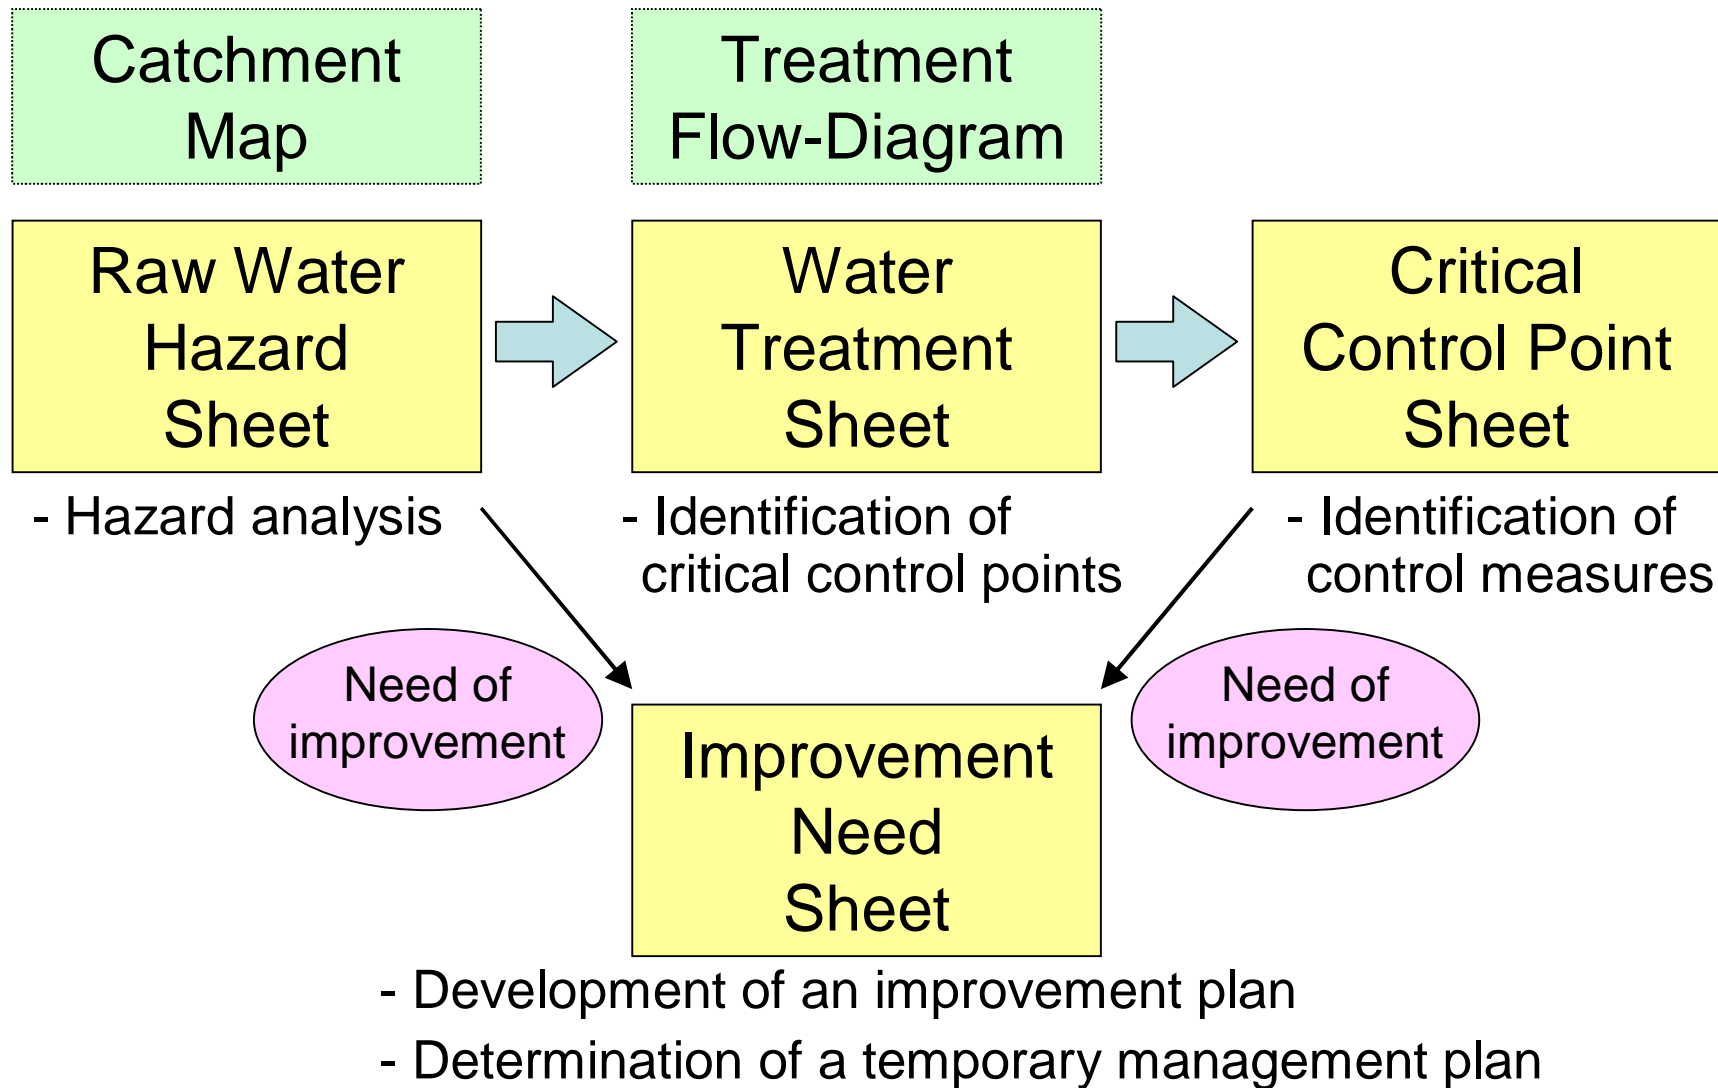 Catchment
Map
Treatment
Flow-Diagram
Raw Water
Hazard
Sheet
Water
Treatment
Sheet
Critical
Control Point
Sheet
- Hazard analysis
- Identification of
critical control points
- Identification of
control measures
Need of
improvement
Need of
improvement
Improvement
Need
Sheet
- Development of an improvement plan
- Determination of a temporary management plan